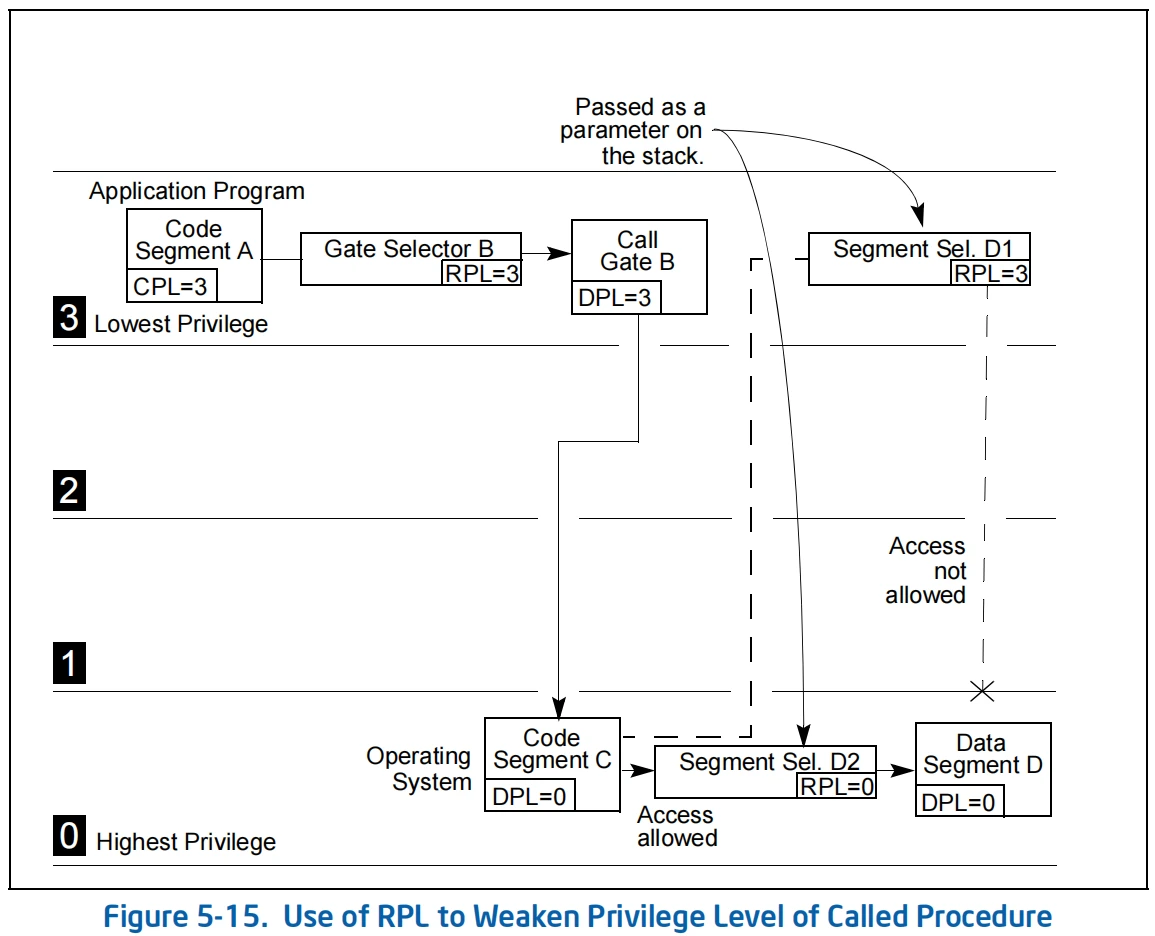 Passed as a
parameter on
the stack.
Application Program
Code
Segment A
CPL=3
Gate Selector B
RPL=3
Call
Gate B
DPL=3
Segment Sel. D1
RPL=3
3
Lowest Privilege
2
Access
not
allowed
1
Operating
System
Code
Segment C
DPL=0
Segment Sel. D2
RPL=0
Access
allowed
Data
Segment D
DPL=0
0
Highest Privilege
Figure 5-15. Use of RPL to Weaken Privilege Level of Called Procedure